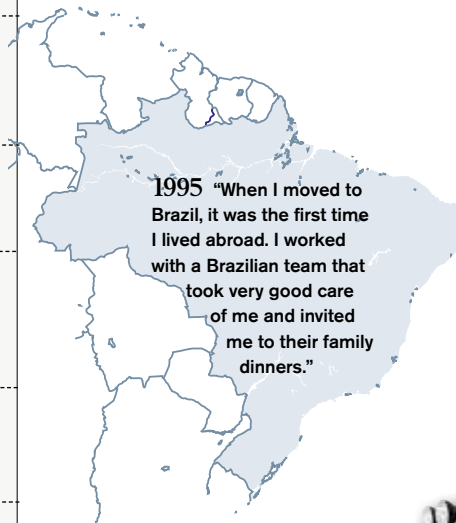 1995 “When I moved to
Brazil, it was the first time
I lived abroad. I worked
with a Brazilian team that
took very good care
of me and invited
me to their family
dinners.”